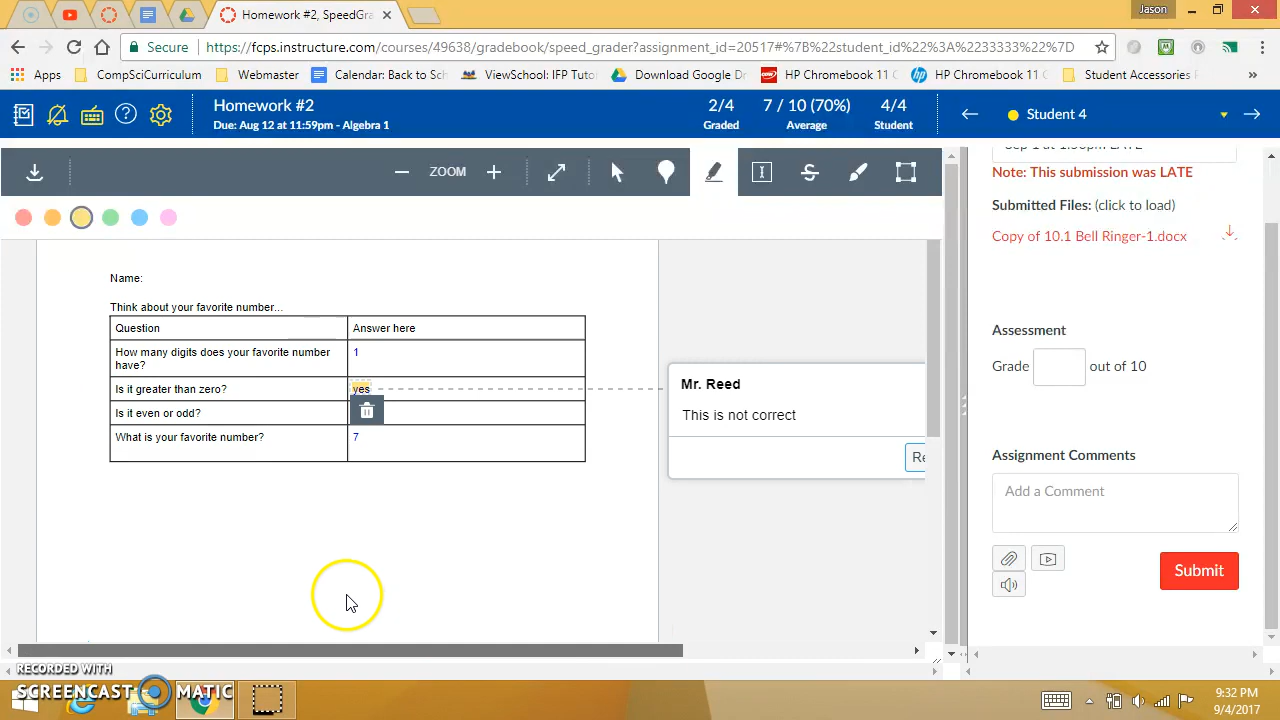 Homework #2, SpeedGra
Jason
Secure
https://fcps.instructure.com/courses/49639/gradebook/speed_grader?assignment_id=20517#%7B%22student_id%22%3A%2233333%22%7D
Apps
CompSciCurriculum
Webmaster
Calendar: Back to Sc
ViewSchool: IFP Tuto
Download Google Dr
HP Chromebook 11 G
HP Chromebook 11 G
Student Accessories F
»
Homework #2
Due: Aug 12 at 11:59pm - Algebra 1
2/4
Graded
7 / 10 (70%)
Average
4/4
Student
Student 4
ZOOM
Note: This submission was LATE
Submitted Files: (click to load)
Copy of 10.1 Bell Ringer-1.docx
Name:
Think about your favorite number...
Question
Answer here
How many digits does your favorite number have?
1
Is it greater than zero?
yes
Is it even or odd?
What is your favorite number?
7
Mr. Reed
This is not correct
Re
Assessment
Grade
out of 10
Assignment Comments
Add a Comment
Submit
RECORDED WITH
SCREENCAST MATIC
9:32 PM
9/4/2017